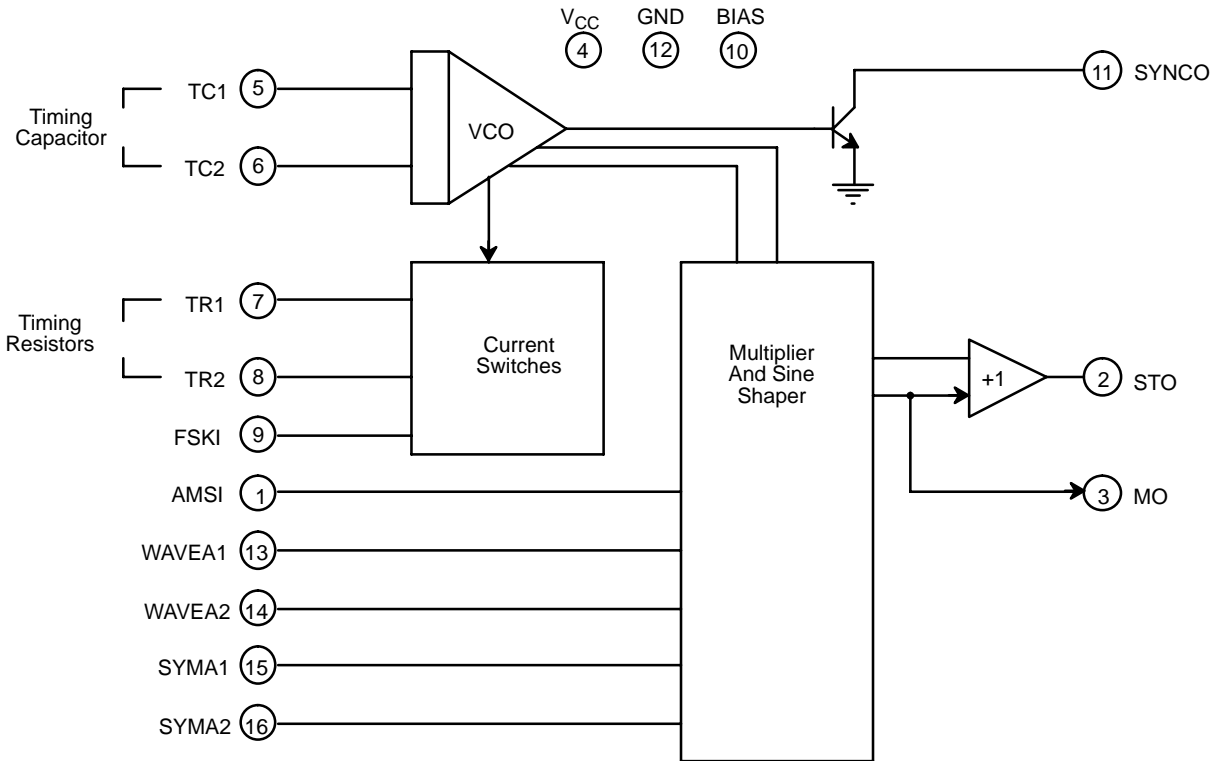 VCC GND BIAS
4 12 10
TC1 5
11 SYNCO
Timing
Capacitor
VCO
TC2 6
TR1 7
Timing
Resistors
Current
Switches
Multiplier
And Sine
Shaper
TR2 8
+1
2 STO
FSKI 9
AMSI 1
3 MO
WAVEA1 13
WAVEA2 14
SYMA1 15
SYMA2 16